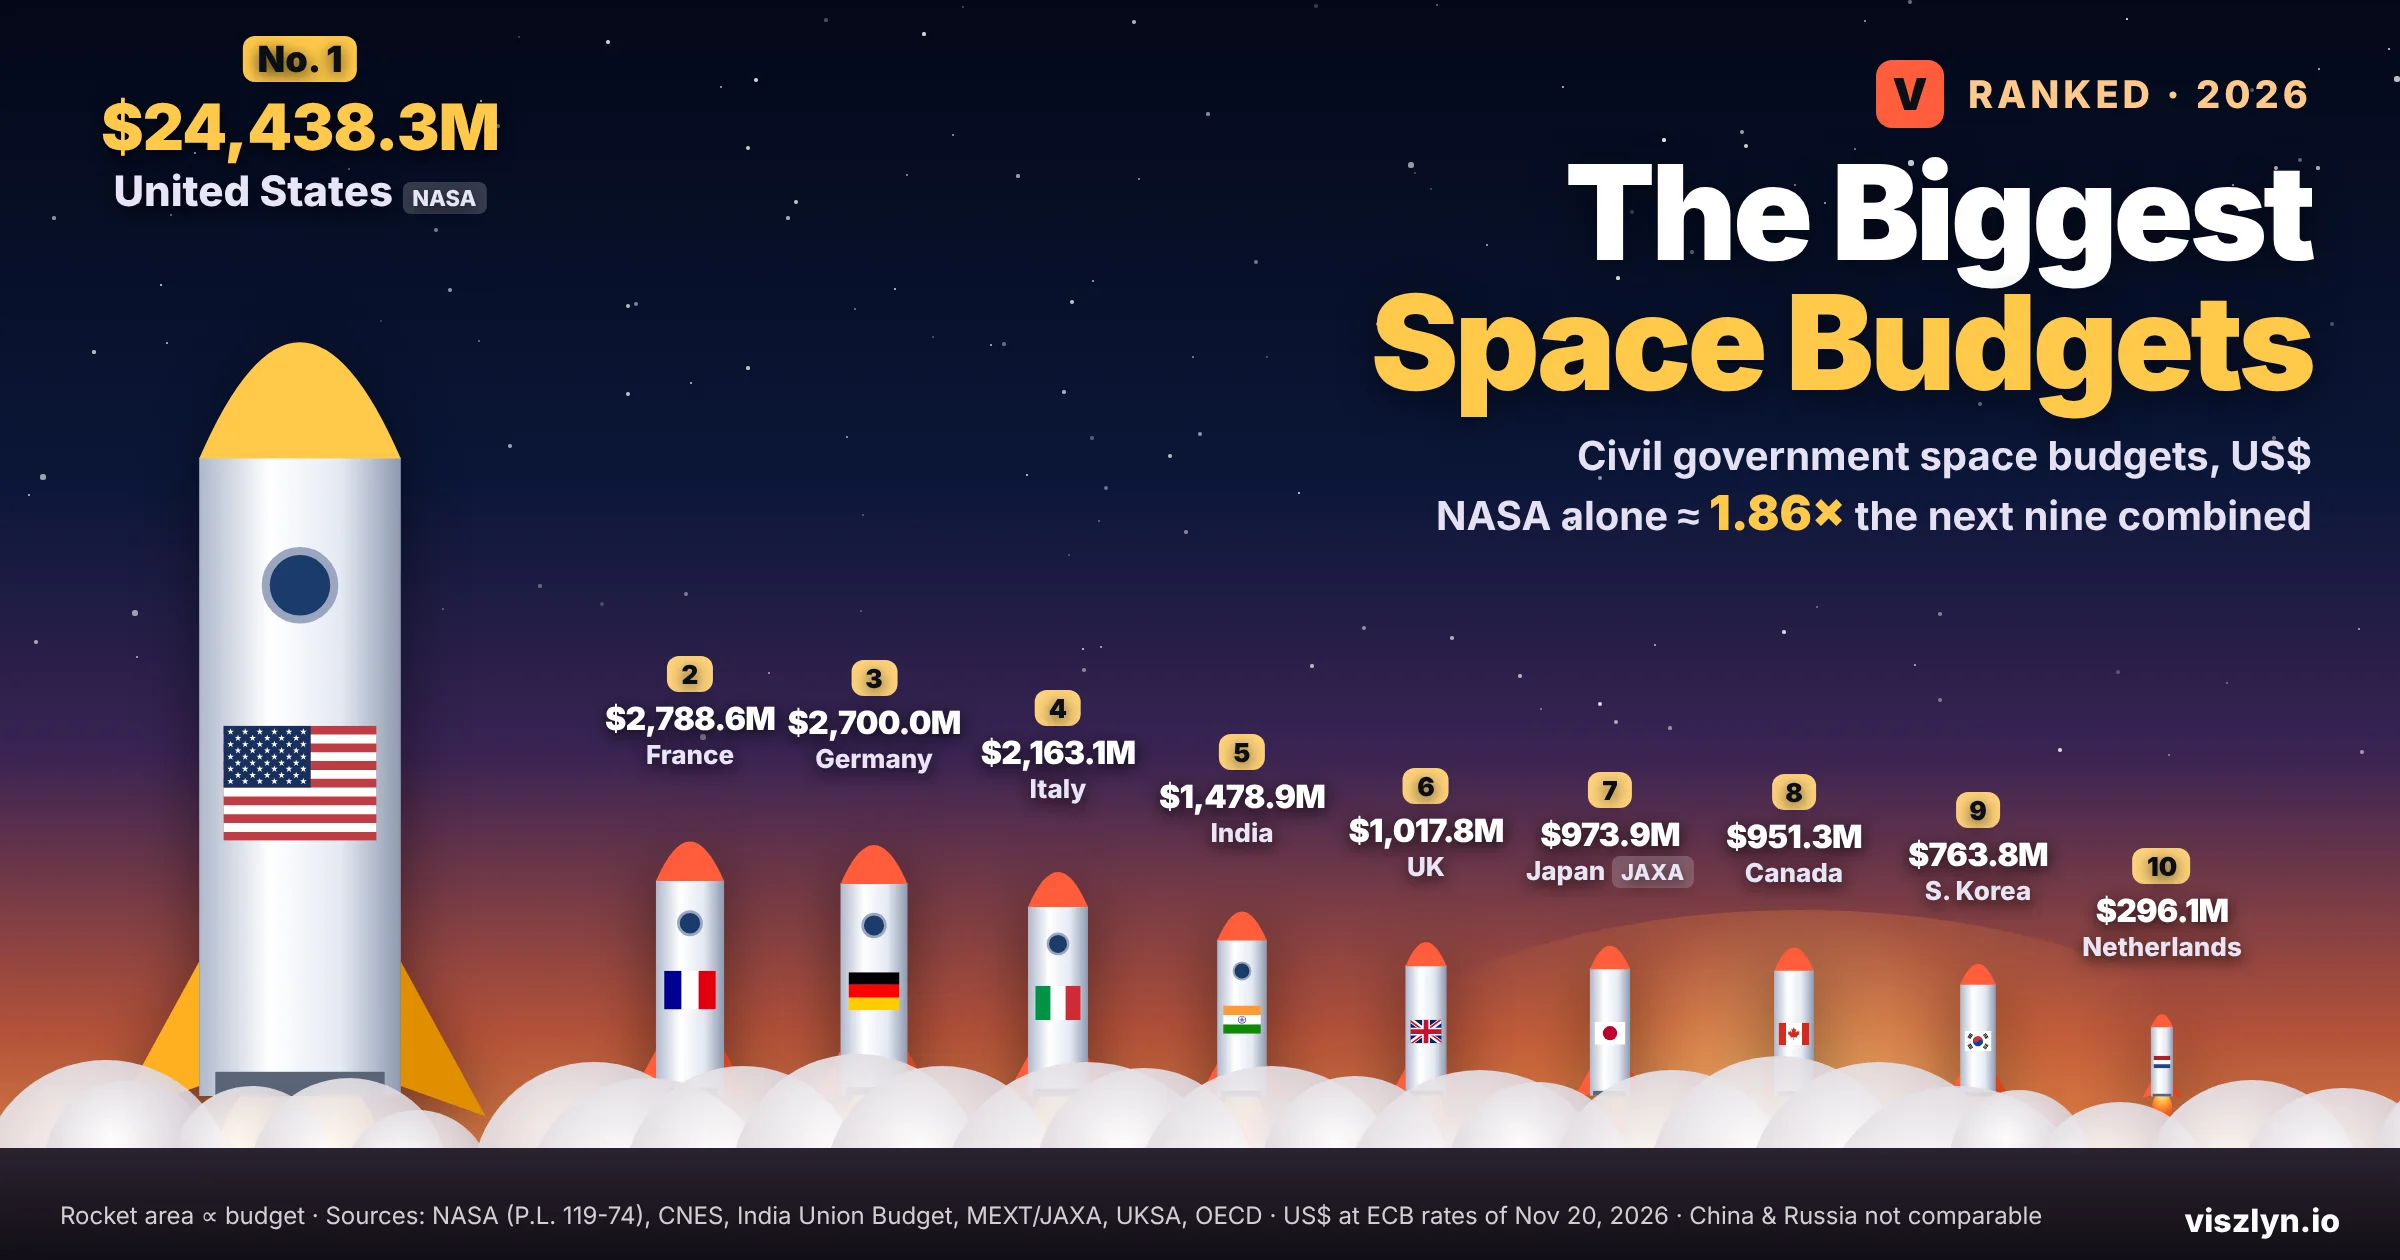 No. 1
$24,438.3M
United States NASA
V RANKED · 2026
The Biggest
Space Budgets
Civil government space budgets, US$
NASA alone ≈ 1.86× the next nine combined
2
$2,788.6M
France
3
$2,700.0M
Germany
4
$2,163.1M
Italy
5
$1,478.9M
India
6
$1,017.8M
UK
7
$973.9M
Japan JAXA
8
$951.3M
Canada
9
$763.8M
S. Korea
10
$296.1M
Netherlands
Rocket area ∝ budget · Sources: NASA (P.L. 119-74), CNES, India Union Budget, MEXT/JAXA, UKSA, OECD · US$ at ECB rates of Nov 20, 2026 · China & Russia not comparable
viszlyn.io